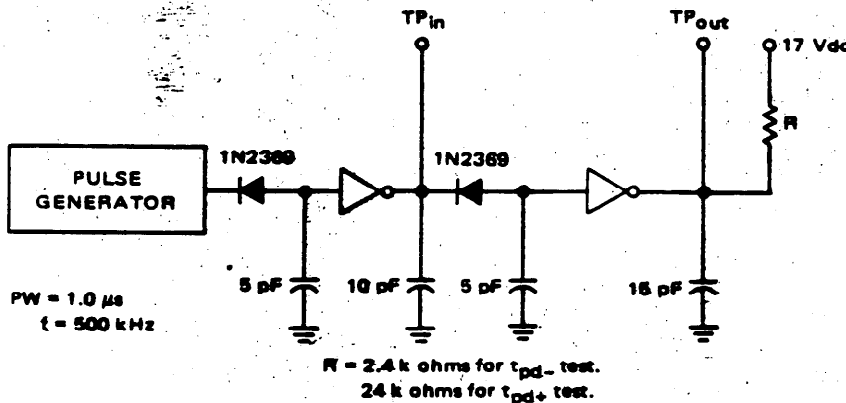 TPin
TPout
17 Vdc
R
1N2369
1N2369
PULSE
GENERATOR
5 pF
10 pF
5 pF
15 pF
PW = 1.0 μs
f = 500 kHz
R = 2.4 k ohms for tpd- test.
24 k ohms for tpd+ test.